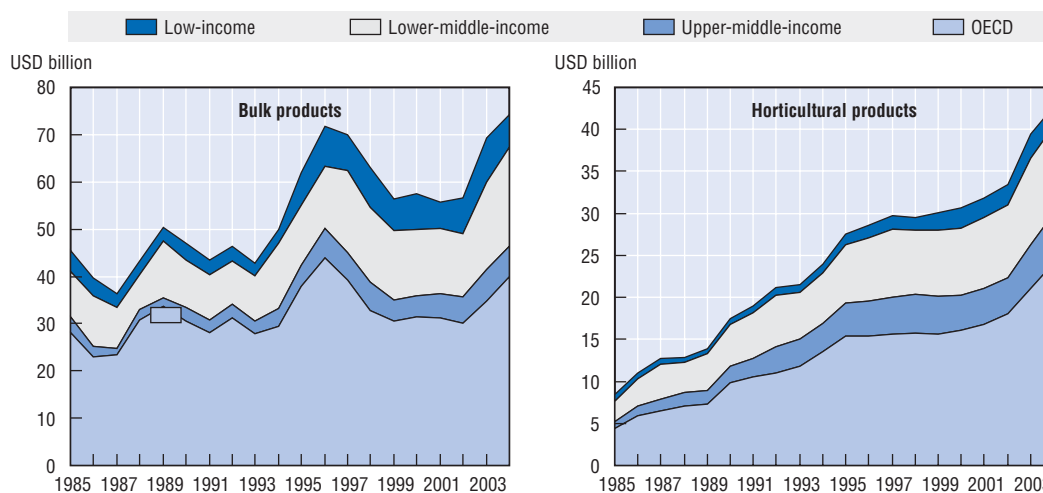 Low-income Lower-middle-income Upper-middle-income OECD
USD billion USD billion
Bulk products Horticultural products
80 45
70 40
60 35
50 30
40 25
30 20
20 15
10 10
0 5
0
1985 1987 1989 1991 1993 1995 1997 1999 2001 2003
1985 1987 1989 1991 1993 1995 1997 1999 2001